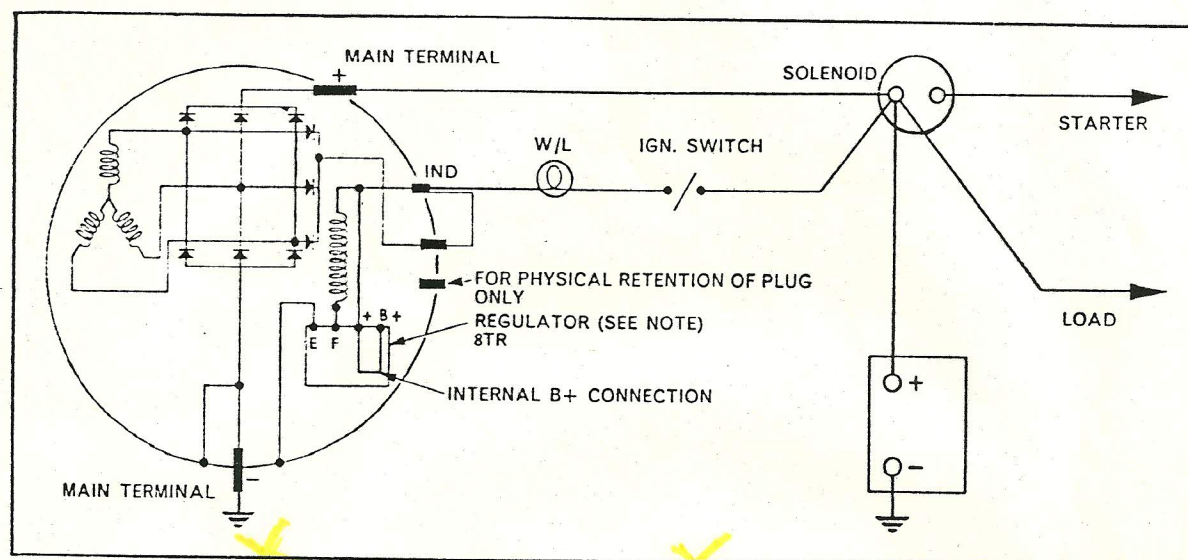 MAIN TERMINAL
+
SOLENOID
STARTER
W/L
IGN. SWITCH
IND
FOR PHYSICAL RETENTION OF PLUG
ONLY
+ B+
E F
REGULATOR (SEE NOTE)
8TR
INTERNAL B+ CONNECTION
LOAD
+
-
MAIN TERMINAL
-